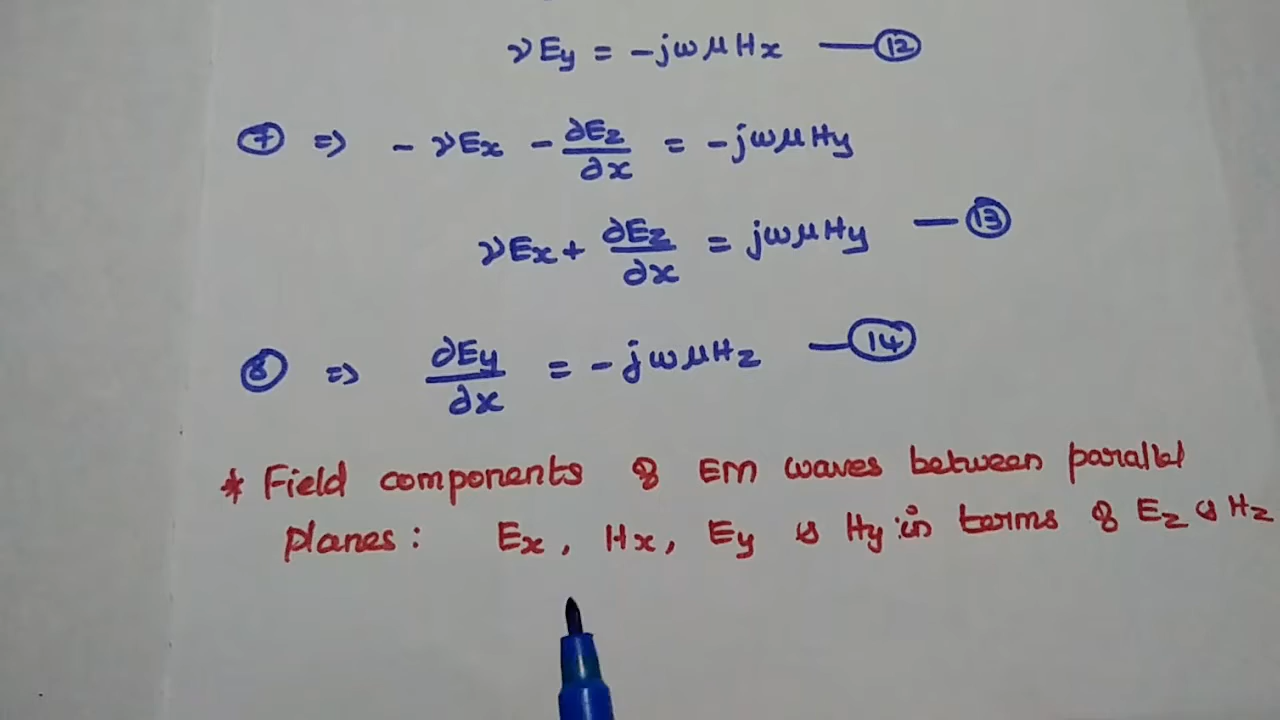 γEy = -jωμHx — ⑫
⑦ => - γEx - ∂Ez/∂x = -jωμHy
γEx + ∂Ez/∂x = jωμHy — ⑬
⑧ => ∂Ey/∂x = -jωμHz — ⑭
* Field components of EM waves between parallel
planes: Ex, Hx, Ey & Hy in terms of Ez & Hz